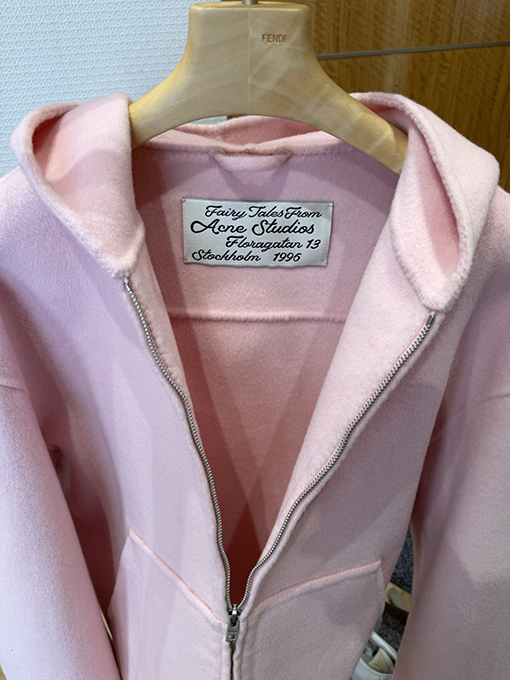 FENDI
Fairy Tales From
Acne Studios
Floragatan 13
Stockholm 1996